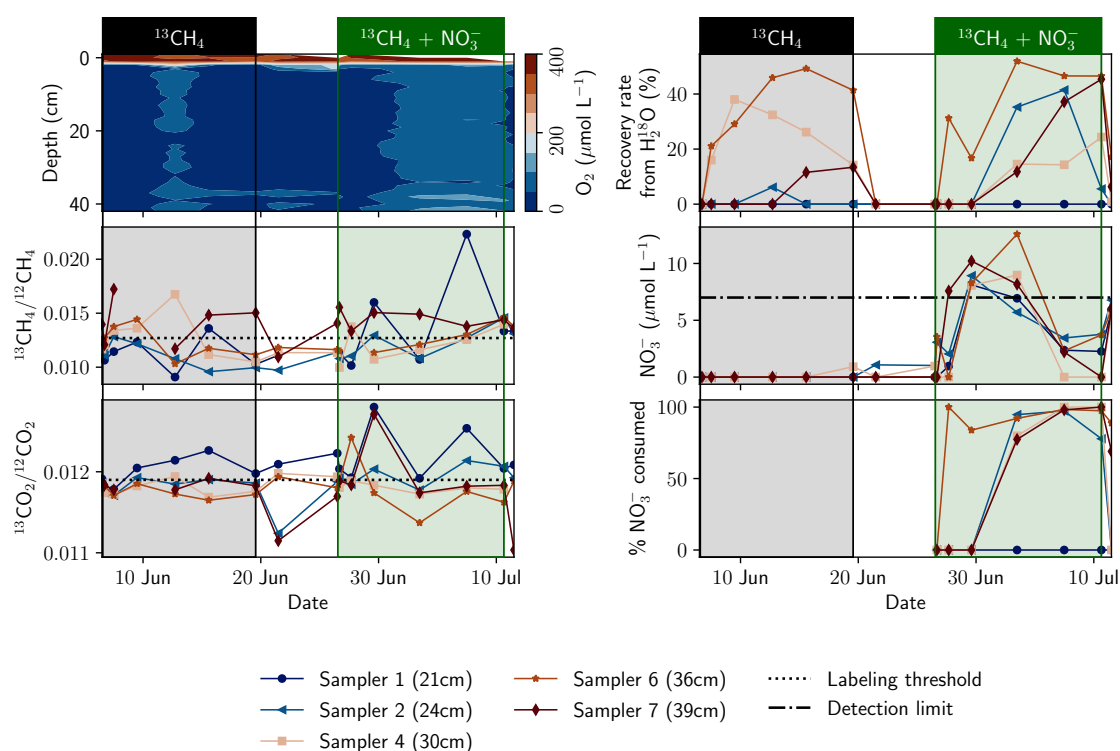 ¹³CH₄
¹³CH₄ + NO₃⁻
0
20
40
Depth (cm)
400
200
0
O₂ (μmol L⁻¹)
0.020
0.015
0.010
¹³CH₄/¹²CH₄
0.012
0.011
¹³CO₂/¹²CO₂
10 Jun
20 Jun
30 Jun
10 Jul
Date
¹³CH₄
¹³CH₄ + NO₃⁻
40
20
0
Recovery rate
from H₂¹⁸O (%)
10
5
0
NO₃⁻ (μmol L⁻¹)
100
50
0
% NO₃⁻ consumed
10 Jun
20 Jun
30 Jun
10 Jul
Date
Sampler 1 (21cm)
Sampler 2 (24cm)
Sampler 4 (30cm)
Sampler 6 (36cm)
Sampler 7 (39cm)
Labeling threshold
Detection limit